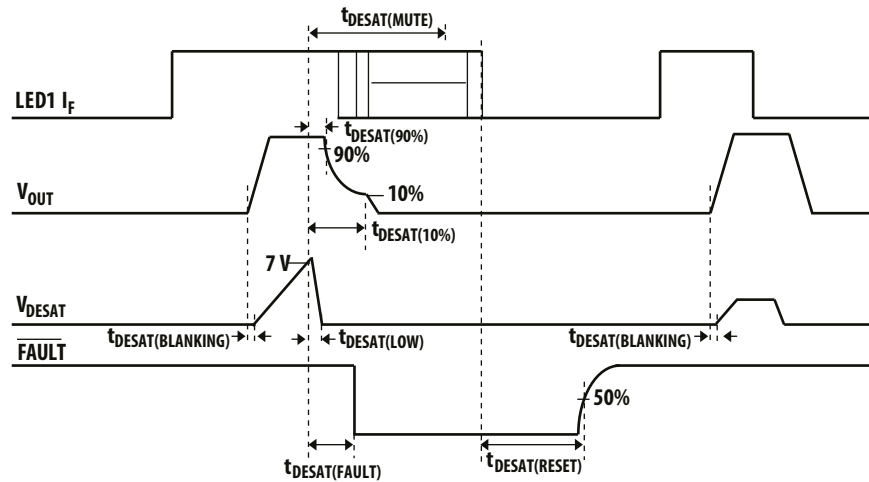 tDESAT(MUTE)
LED1 IF
tDESAT(90%)
90%
VOUT
10%
tDESAT(10%)
7 V
VDESAT
tDESAT(BLANKING)
tDESAT(LOW)
tDESAT(BLANKING)
FAULT
50%
tDESAT(FAULT)
tDESAT(RESET)